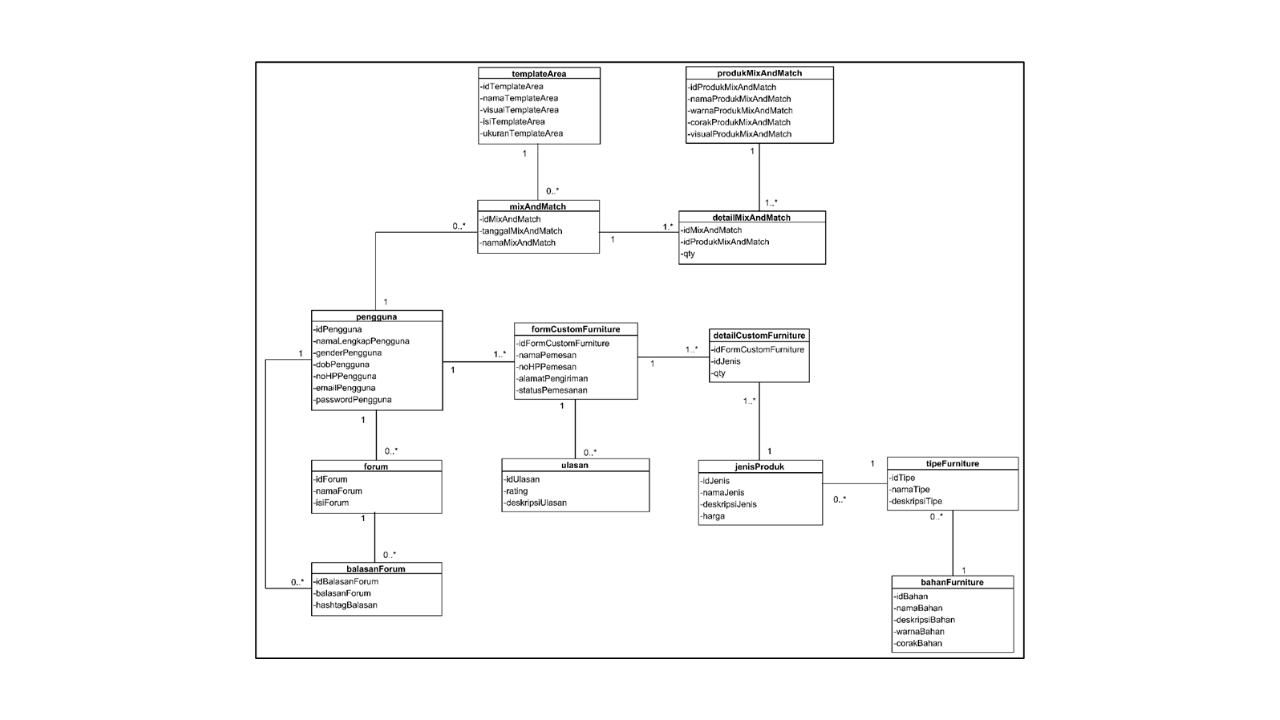 templateArea
-idTemplateArea
-namaTemplateArea
-visualTemplateArea
-isiTemplateArea
-ukuranTemplateArea
1
0..*
produkMixAndMatch
-idProdukMixAndMatch
-namaProdukMixAndMatch
-warnaProdukMixAndMatch
-corakProdukMixAndMatch
-visualProdukMixAndMatch
1
1..*
mixAndMatch
-idMixAndMatch
-tanggalMixAndMatch
-namaMixAndMatch
0..*
1
1.*
detailMixAndMatch
-idMixAndMatch
-idProdukMixAndMatch
-qty
1
pengguna
-idPengguna
-namaLengkapPengguna
-genderPengguna
-dobPengguna
-noHPPengguna
-emailPengguna
-passwordPengguna
1
1
1..*
1
0..*
formCustomFurniture
-idFormCustomFurniture
-namaPemesan
-noHPPemesan
-alamatPengiriman
-statusPemesanan
1
1..*
1
0..*
detailCustomFurniture
-idFormCustomFurniture
-idJenis
-qty
1..*
1
forum
-idForum
-namaForum
-isiForum
1
0..*
ulasan
-idUlasan
-rating
-deskripsiUlasan
jenisProduk
-idJenis
-namaJenis
-deskripsiJenis
-harga
1
0..*
tipeFurniture
-idTipe
-namaTipe
-deskripsiTipe
0..*
1
balasanForum
-idBalasanForum
-balasanForum
-hashtagBalasan
0..*
bahanFurniture
-idBahan
-namaBahan
-deskripsiBahan
-warnaBahan
-corakBahan